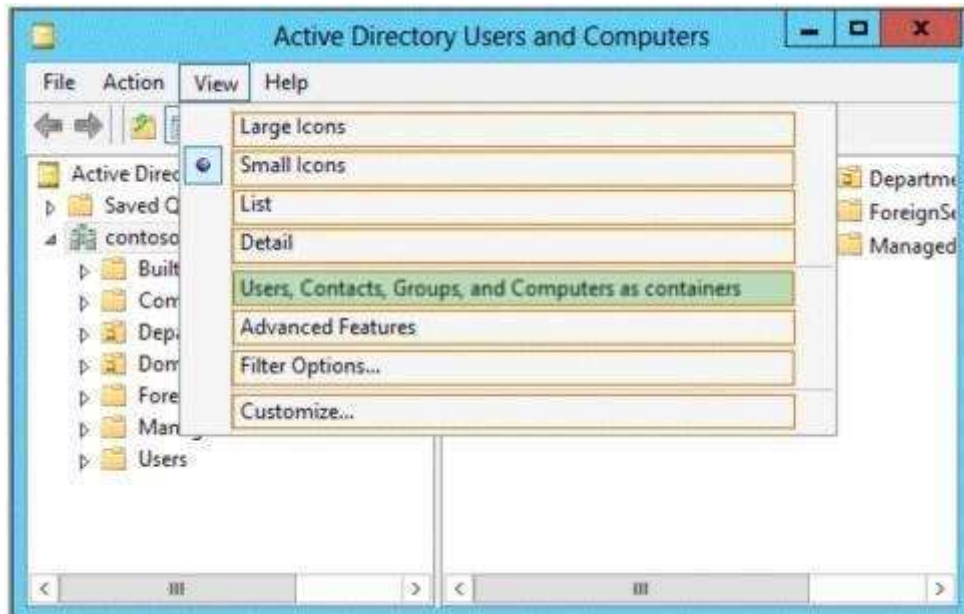 Active Directory Users and Computers
File Action View Help
Large Icons
Small Icons
List
Detail
Users, Contacts, Groups, and Computers as containers
Advanced Features
Filter Options...
Customize...
Active Direc
Saved Q
contoso
Built
Com
Depa
Dom
Fore
Man
Users
Departme
ForeignSe
Managed